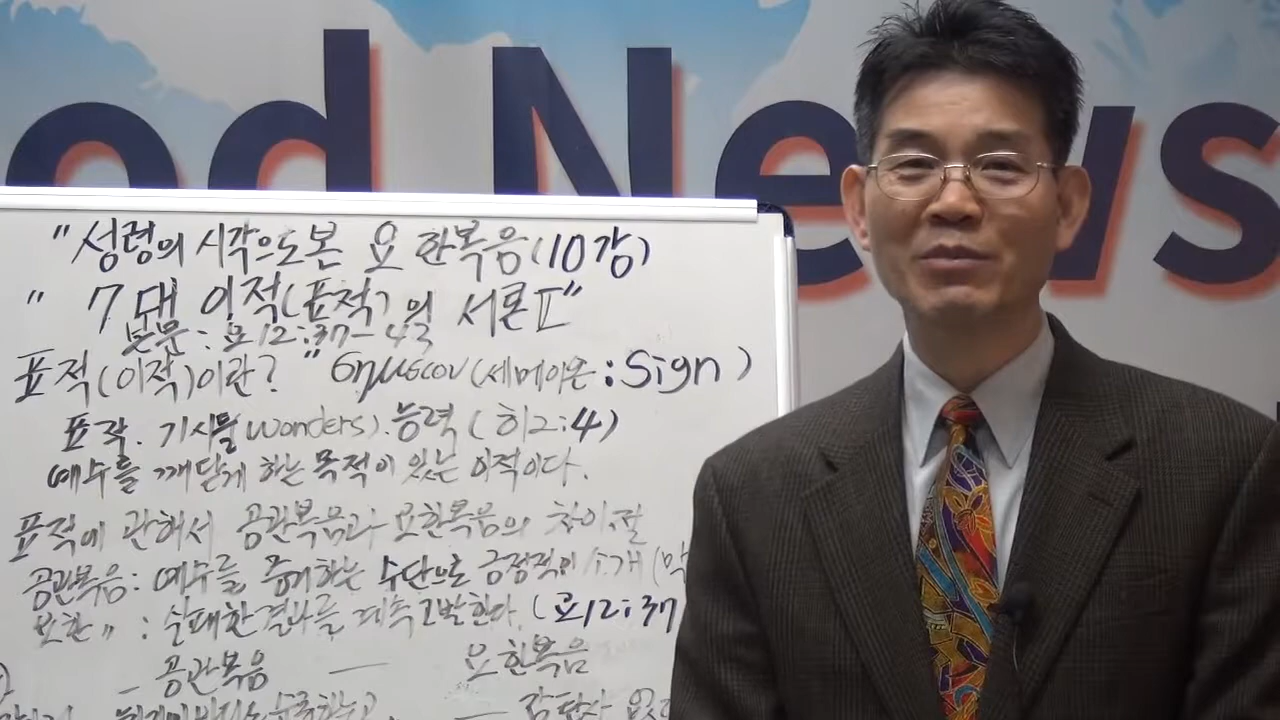 od News
"성령의 시각으로본 요한복음(10강)
" 7대 이적(표적)의 서론Ⅱ"
본문: 요12:37-43
표적(이적)이란? "σημειον(세메이온:Sign)
표적. 기사들(wonders).능력(히2:4)
예수를 깨닫게 하는 목적이 있는 이적이다.
표적에 관해서 공관복음과 요한복음의 차이점
공관복음: 예수를 증거하는 수단으로 긍정적이 소개(막
요한 〃 : 실패한결과를 계속고발한다.(요12:37
공관복음 — 요한복음